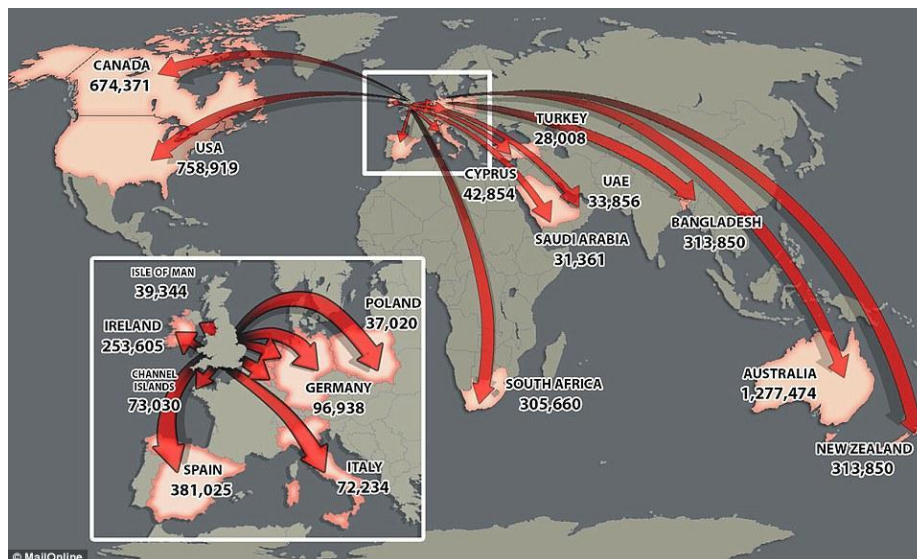 CANADA
674,371
USA
758,919
TURKEY
28,008
CYPRUS
42,854
UAE
33,856
BANGLADESH
313,850
SAUDI ARABIA
31,361
ISLE OF MAN
39,344
POLAND
37,020
IRELAND
253,605
CHANNEL
ISLANDS
73,030
GERMANY
96,938
SOUTH AFRICA
305,660
AUSTRALIA
1,277,474
SPAIN
381,025
ITALY
72,234
NEW ZEALAND
313,850
© MailOnline